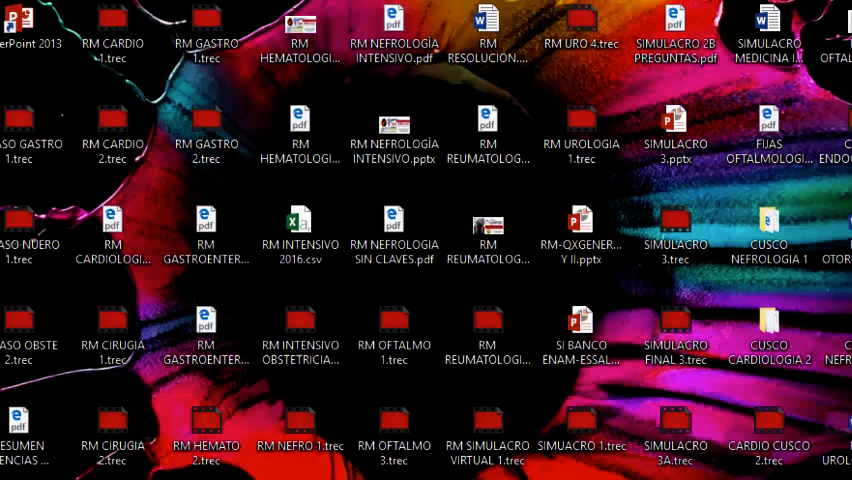 erPoint 2013
RM CARDIO
1.trec
RM GASTRO
1.trec
RM
HEMATOLOGI...
RM NEFROLOGÌA
INTENSIVO.pdf
RM
RESOLUCION....
RM URO 4.trec
SIMULACRO 2B
PREGUNTAS.pdf
SIMULACRO
MEDICINA I...
OFTAL
ASO GASTRO
1.trec
RM CARDIO
2.trec
RM GASTRO
2.trec
RM
HEMATOLOGI...
RM NEFROLOGÌA
INTENSIVO.pptx
RM
REUMATOLOG...
RM UROLOGIA
1.trec
SIMULACRO
3.pptx
FIJAS
OFTALMOLOGI...
C
ENDO
ASO NUERO
1.trec
RM
CARDIOLOGI...
RM
GASTROENTER...
RM INTENSIVO
2016.csv
RM NEFROLOGIA
SIN CLAVES.pdf
RM
REUMATOLOG...
RM-QXGENER...
Y II.pptx
SIMULACRO
3.trec
CUSCO
NEFROLOGIA 1
OTOR
ASO OBSTE
2.trec
RM CIRUGIA
1.trec
RM
GASTROENTER...
RM INTENSIVO
OBSTETRICIA...
RM OFTALMO
1.trec
RM
REUMATOLOGI...
SI BANCO
ENAM-ESSAL...
SIMULACRO
FINAL 3.trec
CUSCO
CARDIOLOGIA 2
C
NEFR
ESUMEN
ENCIAS ...
RM CIRUGIA
2.trec
RM HEMATO
2.trec
RM NEFRO 1.trec
RM OFTALMO
3.trec
RM SIMULACRO
VIRTUAL 1.trec
SIMUACRO 1.trec
SIMULACRO
3A.trec
CARDIO CUSCO
2.trec
UROL